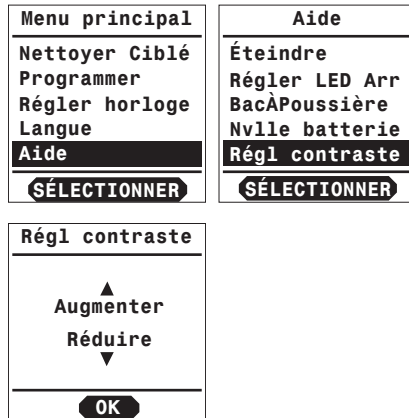 Menu principal
Nettoyer Ciblé
Programmer
Régler horloge
Langue
Aide
SÉLECTIONNER
Aide
Éteindre
Régler LED Arr
BacÀPoussière
Nvlle batterie
Régl contraste
SÉLECTIONNER
Régl contraste
▲
Augmenter
Réduire
▼
OK